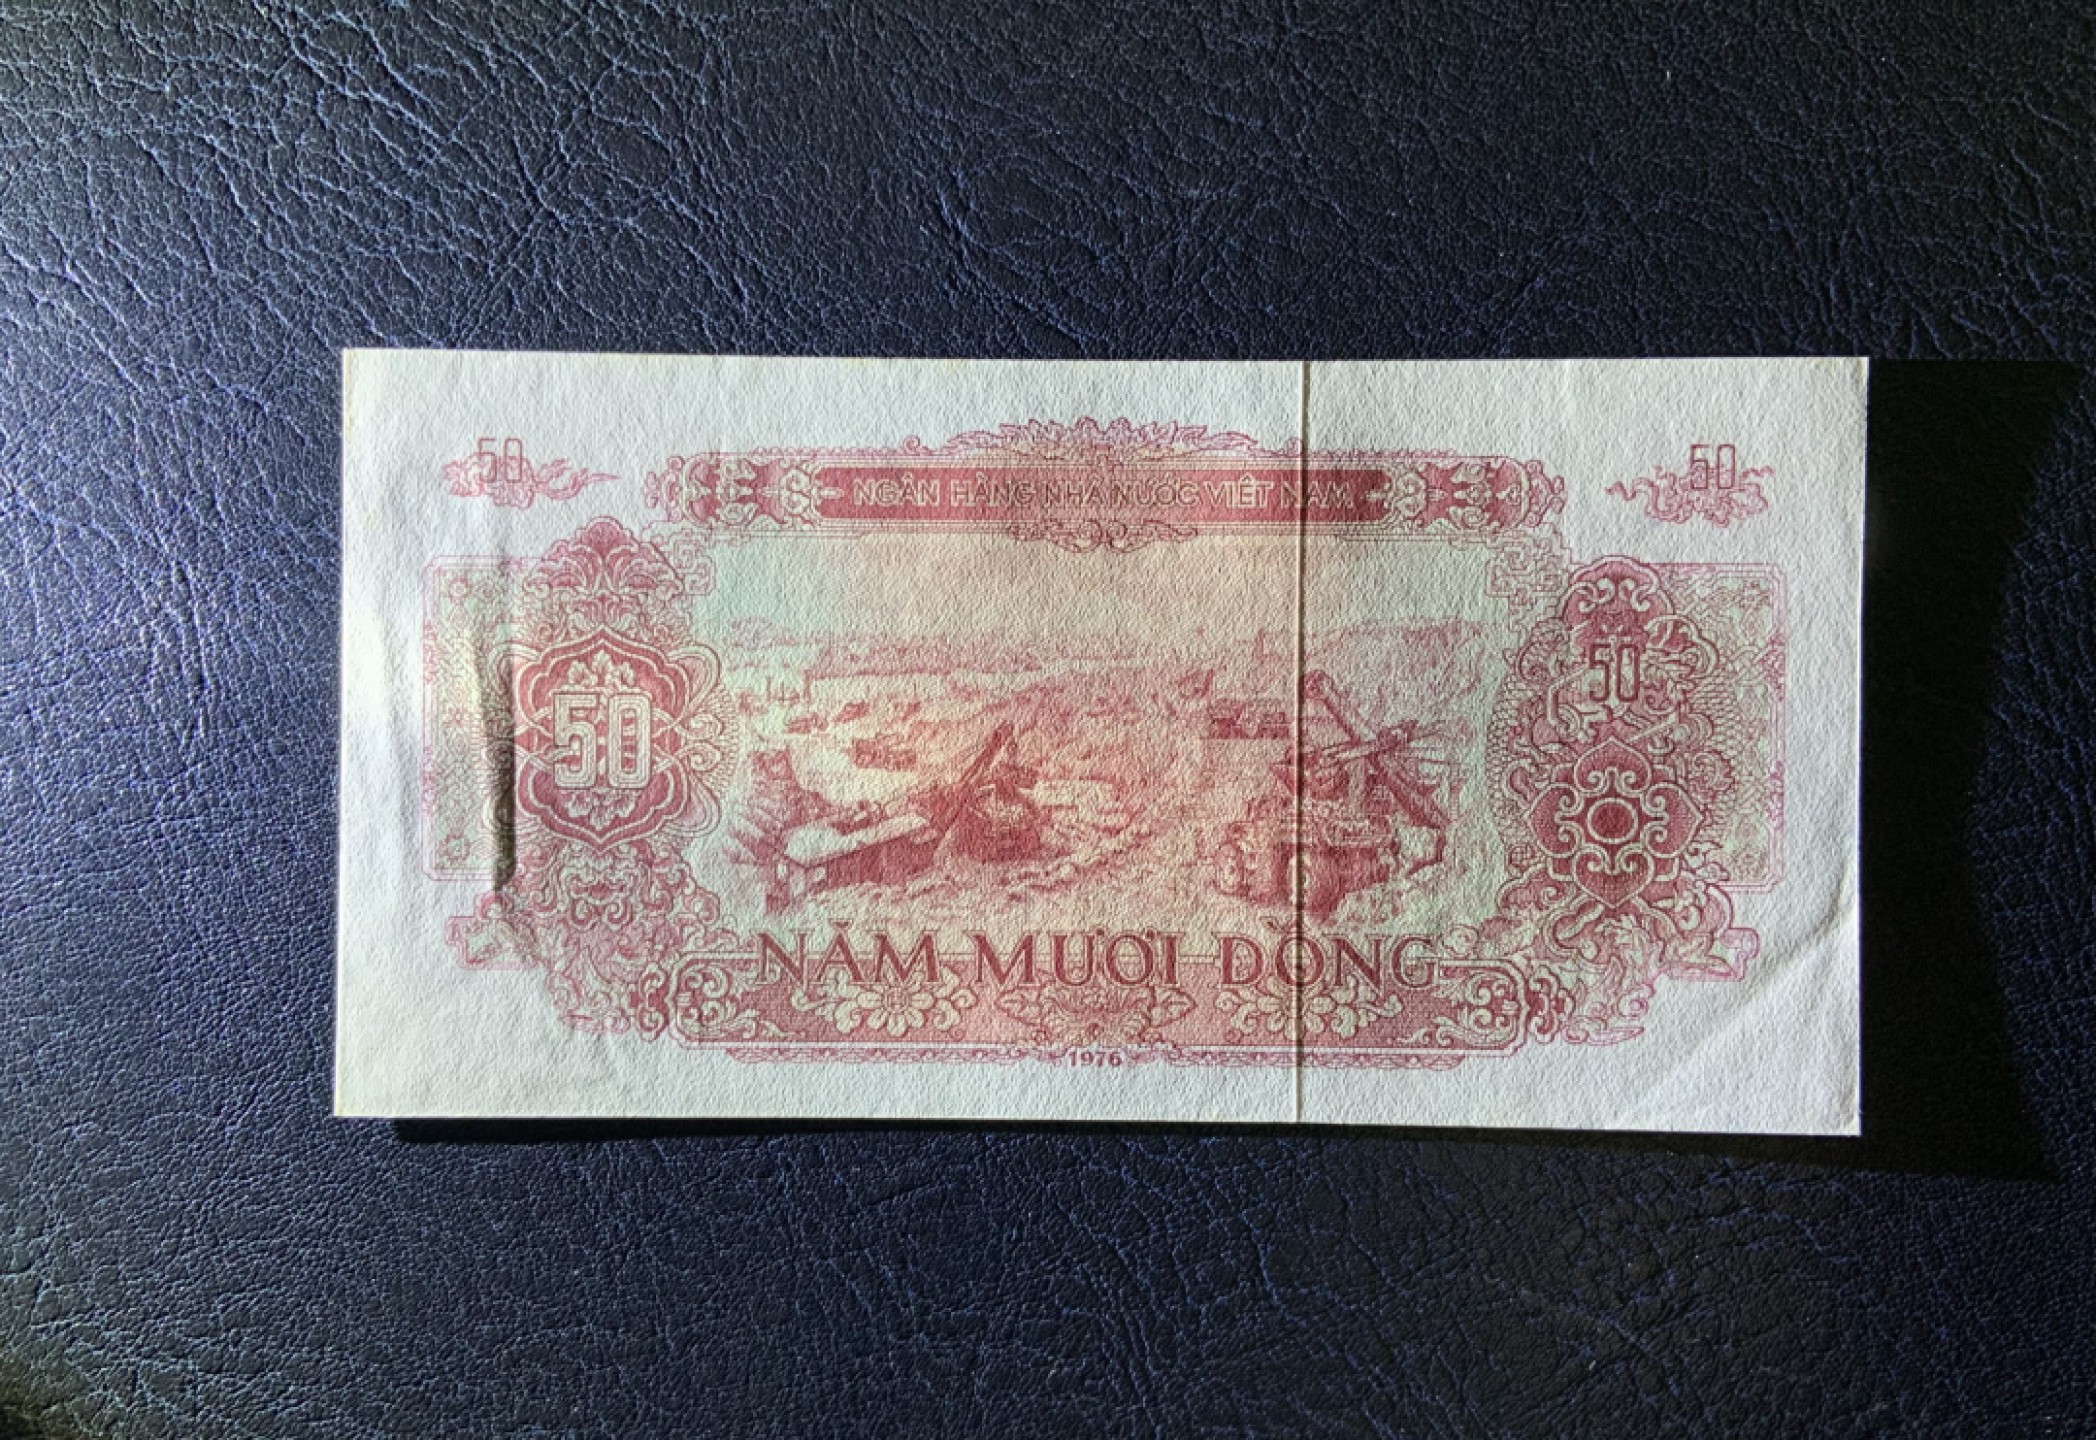 50
50
NGÂN HÀNG NHÀ NƯỚC VIỆT NAM
50
50
NĂM MƯƠI ĐỒNG
1976